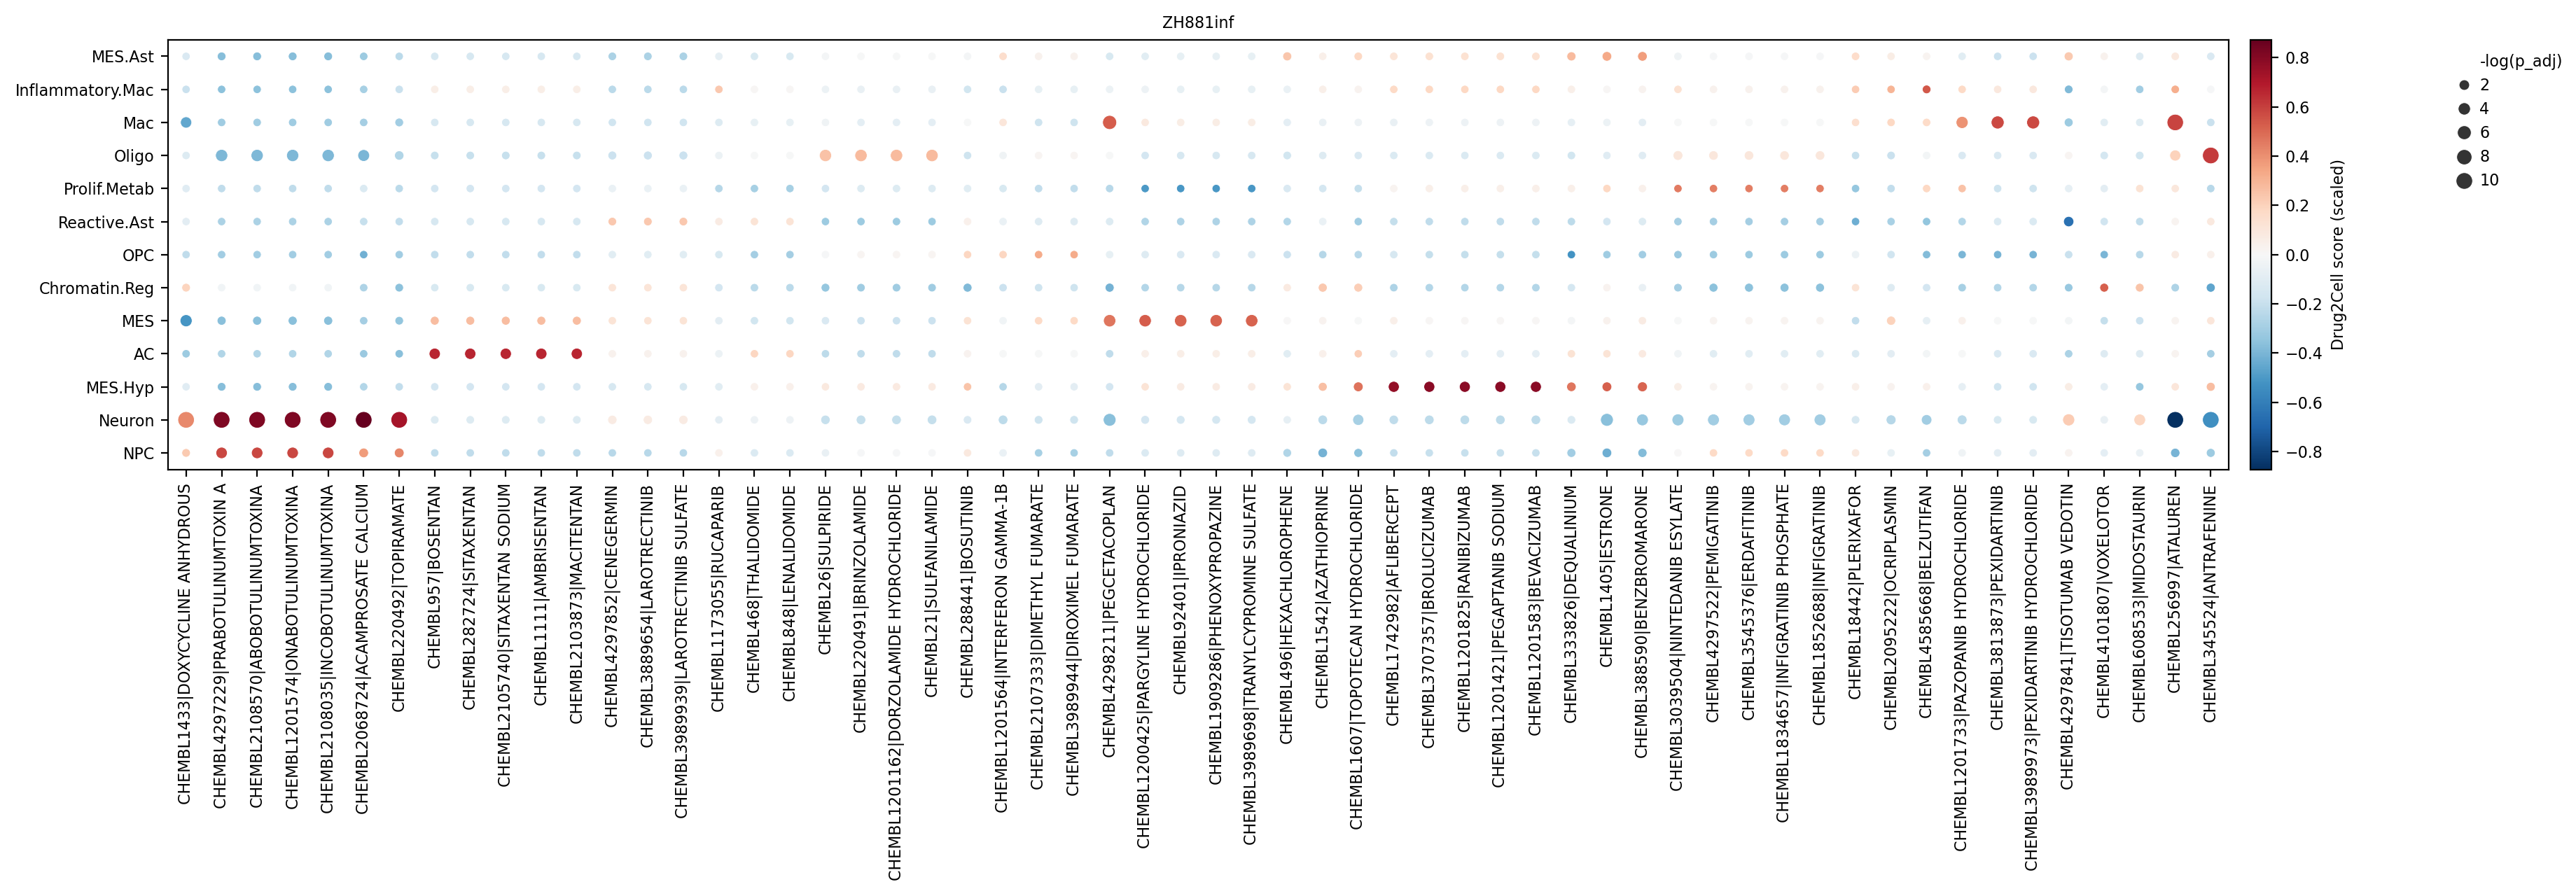 ZH881inf
MES.Ast
Inflammatory.Mac
Mac
Oligo
Prolif.Metab
Reactive.Ast
OPC
Chromatin.Reg
MES
AC
MES.Hyp
Neuron
NPC
CHEMBL1433|DOXYCYCLINE ANHYDROUS
CHEMBL4297229|PRABOTULINUMTOXIN A
CHEMBL2108570|ABOBOTULINUMTOXINA
CHEMBL1201574|ONABOTULINUMTOXINA
CHEMBL2108035|INCOBOTULINUMTOXINA
CHEMBL2068724|ACAMPROSATE CALCIUM
CHEMBL220492|TOPIRAMATE
CHEMBL957|BOSENTAN
CHEMBL282724|SITAXENTAN
CHEMBL2105740|SITAXENTAN SODIUM
CHEMBL1111|AMBRISENTAN
CHEMBL2103873|MACITENTAN
CHEMBL4297852|CENEGERMIN
CHEMBL3889654|LAROTRECTINIB
CHEMBL3989939|LAROTRECTINIB SULFATE
CHEMBL1173055|RUCAPARIB
CHEMBL468|THALIDOMIDE
CHEMBL848|LENALIDOMIDE
CHEMBL26|SULPIRIDE
CHEMBL220491|BRINZOLAMIDE
CHEMBL1201162|DORZOLAMIDE HYDROCHLORIDE
CHEMBL21|SULFANILAMIDE
CHEMBL288441|BOSUTINIB
CHEMBL1201564|INTERFERON GAMMA-1B
CHEMBL2107333|DIMETHYL FUMARATE
CHEMBL3989944|DIROXIMEL FUMARATE
CHEMBL4298211|PEGCETACOPLAN
CHEMBL1200425|PARGYLINE HYDROCHLORIDE
CHEMBL92401|IPRONIAZID
CHEMBL1909286|PHENOXYPROPAZINE
CHEMBL3989698|TRANYLCYPROMINE SULFATE
CHEMBL496|HEXACHLOROPHENE
CHEMBL1542|AZATHIOPRINE
CHEMBL1607|TOPOTECAN HYDROCHLORIDE
CHEMBL1742982|AFLIBERCEPT
CHEMBL3707357|BROLUCIZUMAB
CHEMBL1201825|RANIBIZUMAB
CHEMBL1201421|PEGAPTANIB SODIUM
CHEMBL1201583|BEVACIZUMAB
CHEMBL333826|DEQUALINIUM
CHEMBL1405|ESTRONE
CHEMBL388590|BENZBROMARONE
CHEMBL3039504|NINTEDANIB ESYLATE
CHEMBL4297522|PEMIGATINIB
CHEMBL3545376|ERDAFITINIB
CHEMBL1834657|INFIGRATINIB PHOSPHATE
CHEMBL1852688|INFIGRATINIB
CHEMBL18442|PLERIXAFOR
CHEMBL2095222|OCRIPLASMIN
CHEMBL4585668|BELZUTIFAN
CHEMBL1201733|PAZOPANIB HYDROCHLORIDE
CHEMBL3813873|PEXIDARTINIB
CHEMBL3989973|PEXIDARTINIB HYDROCHLORIDE
CHEMBL4297841|TISOTUMAB VEDOTIN
CHEMBL4101807|VOXELOTOR
CHEMBL608533|MIDOSTAURIN
CHEMBL256997|ATALUREN
CHEMBL345524|ANTRAFENINE
0.8
0.6
0.4
0.2
0.0
−0.2
−0.4
−0.6
−0.8
Drug2Cell score (scaled)
-log(p_adj)
2
4
6
8
10